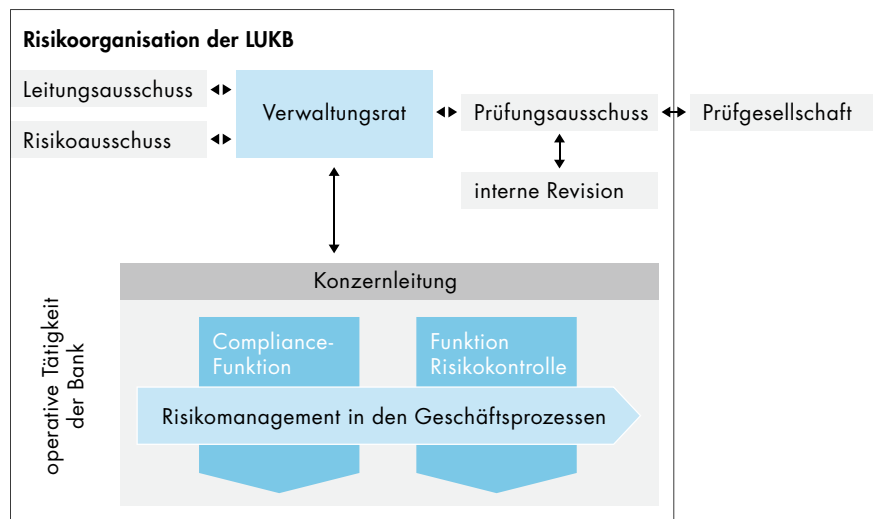 Risikoorganisation der LUKB
Leitungsausschuss
Risikoausschuss
Verwaltungsrat
Prüfungsausschuss
Prüfgesellschaft
interne Revision
operative Tätigkeit
der Bank
Konzernleitung
Compliance-
Funktion
Funktion
Risikokontrolle
Risikomanagement in den Geschäftsprozessen